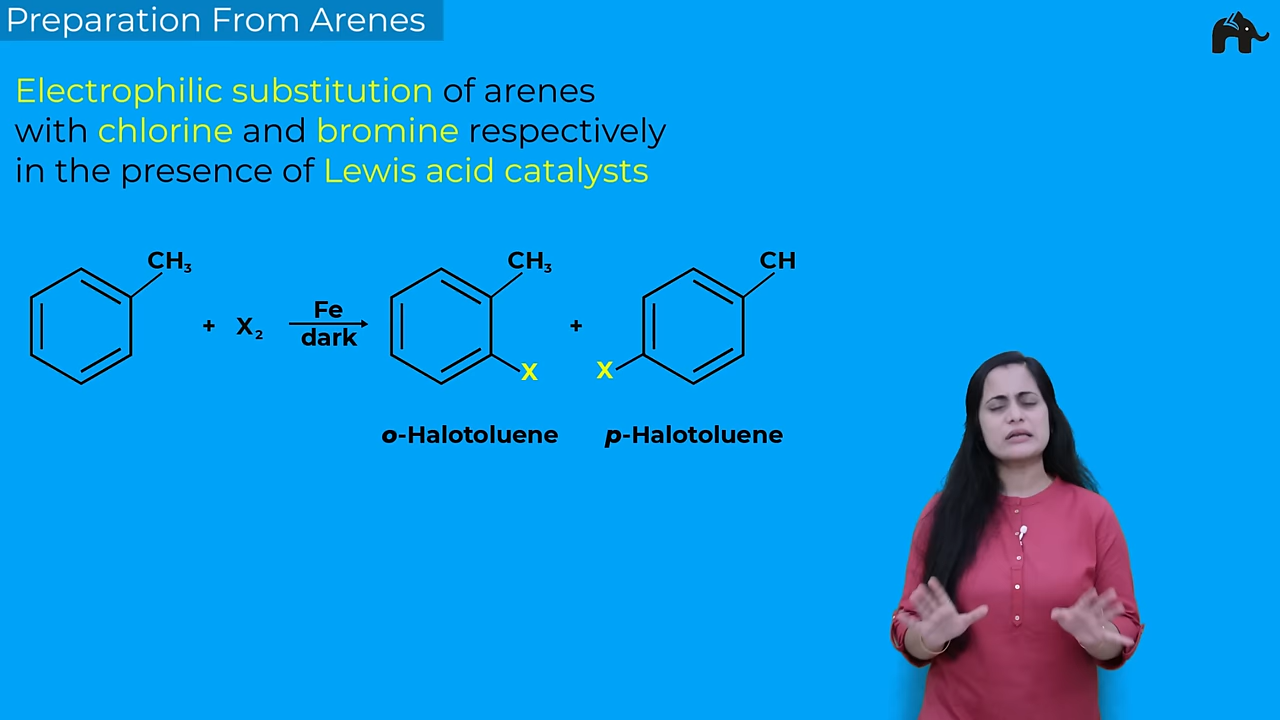 Preparation From Arenes
Electrophilic substitution of arenes
with chlorine and bromine respectively
in the presence of Lewis acid catalysts
CH₃ CH₃ CH
+ X₂ Fe +
dark
X X
o-Halotoluene p-Halotoluene